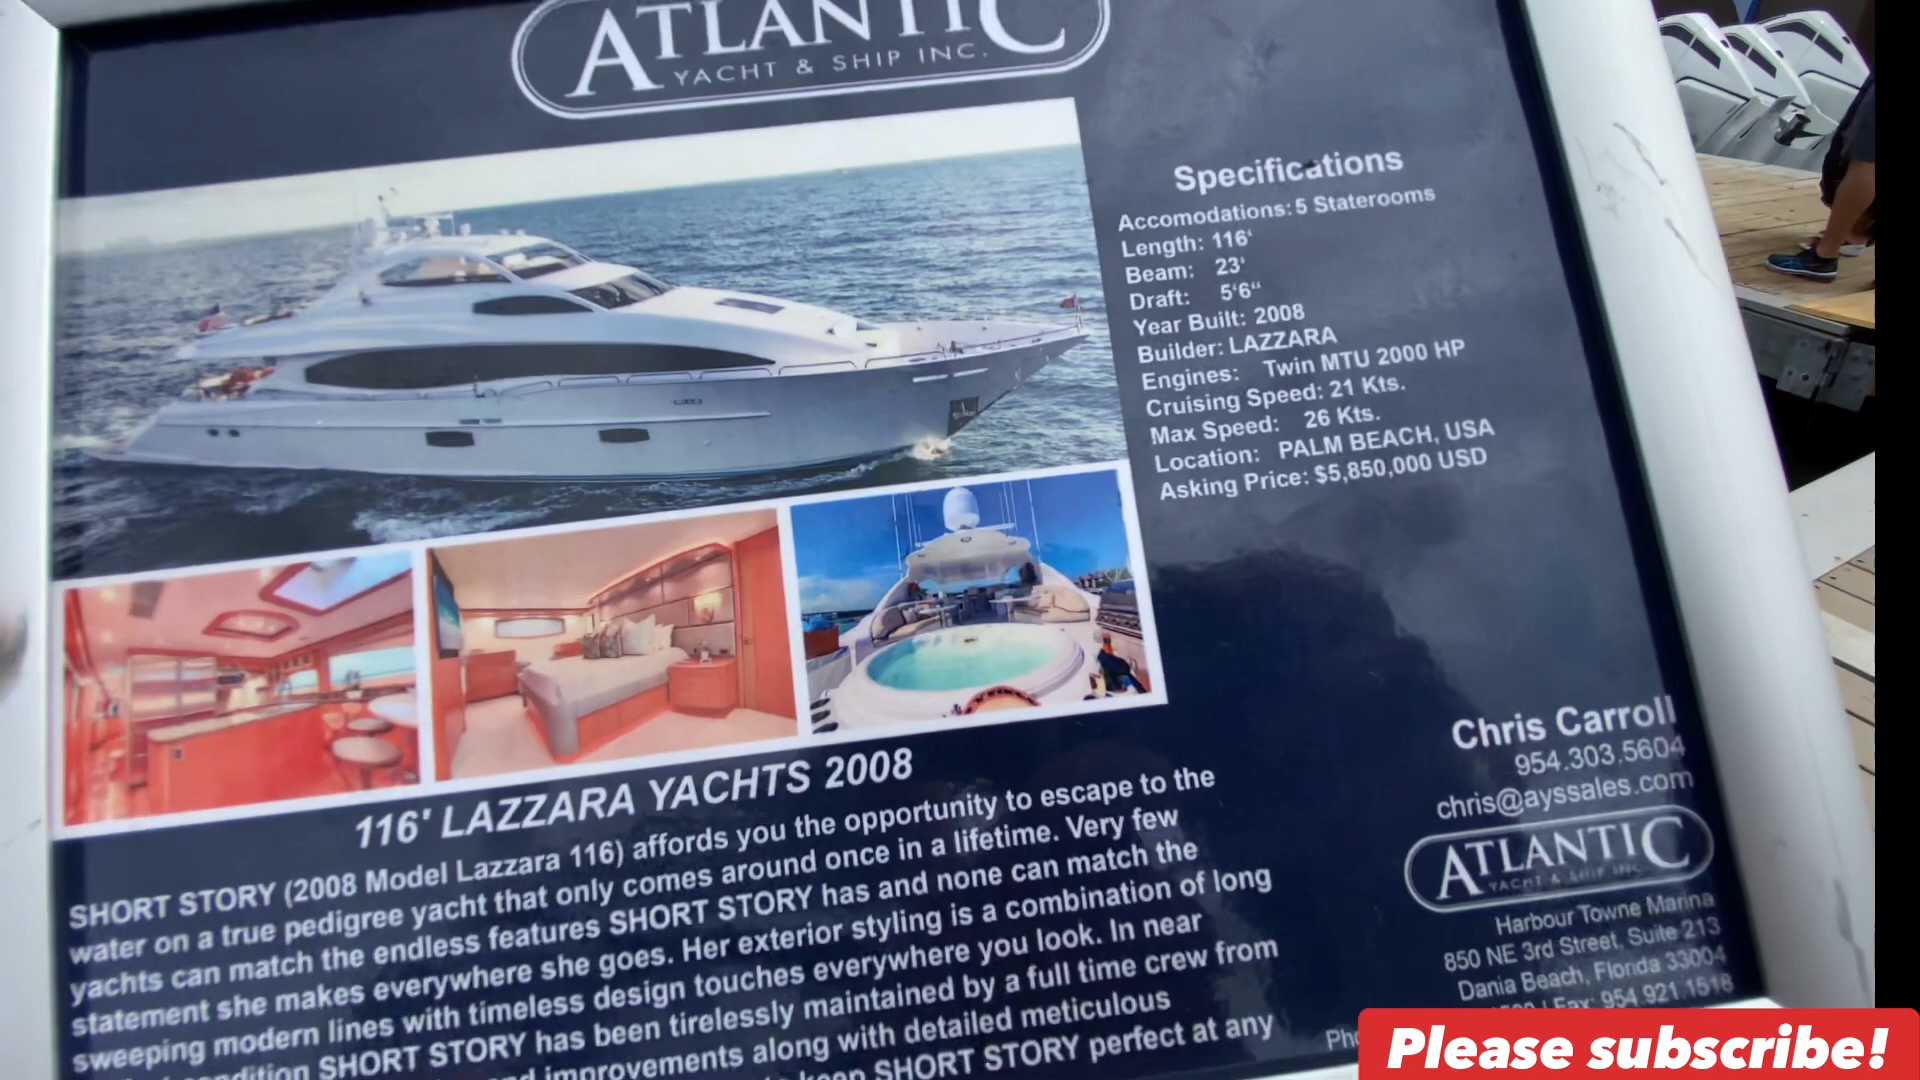 ATLANTIC
YACHT & SHIP INC.
Specifications
Accomodations: 5 Staterooms
Length: 116‘
Beam: 23‘
Draft: 5‘6“
Year Built: 2008
Builder: LAZZARA
Engines: Twin MTU 2000 HP
Cruising Speed: 21 Kts.
Max Speed: 26 Kts.
Location: PALM BEACH, USA
Asking Price: $5,850,000 USD
116' LAZZARA YACHTS 2008
SHORT STORY (2008 Model Lazzara 116) affords you the opportunity to escape to the
water on a true pedigree yacht that only comes around once in a lifetime. Very few
yachts can match the endless features SHORT STORY has and none can match the
statement she makes everywhere she goes. Her exterior styling is a combination of long
sweeping modern lines with timeless design touches everywhere you look. In near
SHORT STORY has been tirelessly maintained by a full time crew from
improvements along with detailed meticulous
SHORT STORY perfect at any
Chris Carroll
954.303.5604
chris@ayssales.com
ATLANTIC
YACHT & SHIP INC.
Harbour Towne Marina
850 NE 3rd Street, Suite 213
Dania Beach, Florida 33004
Fax: 954.921.1518
Please subscribe!